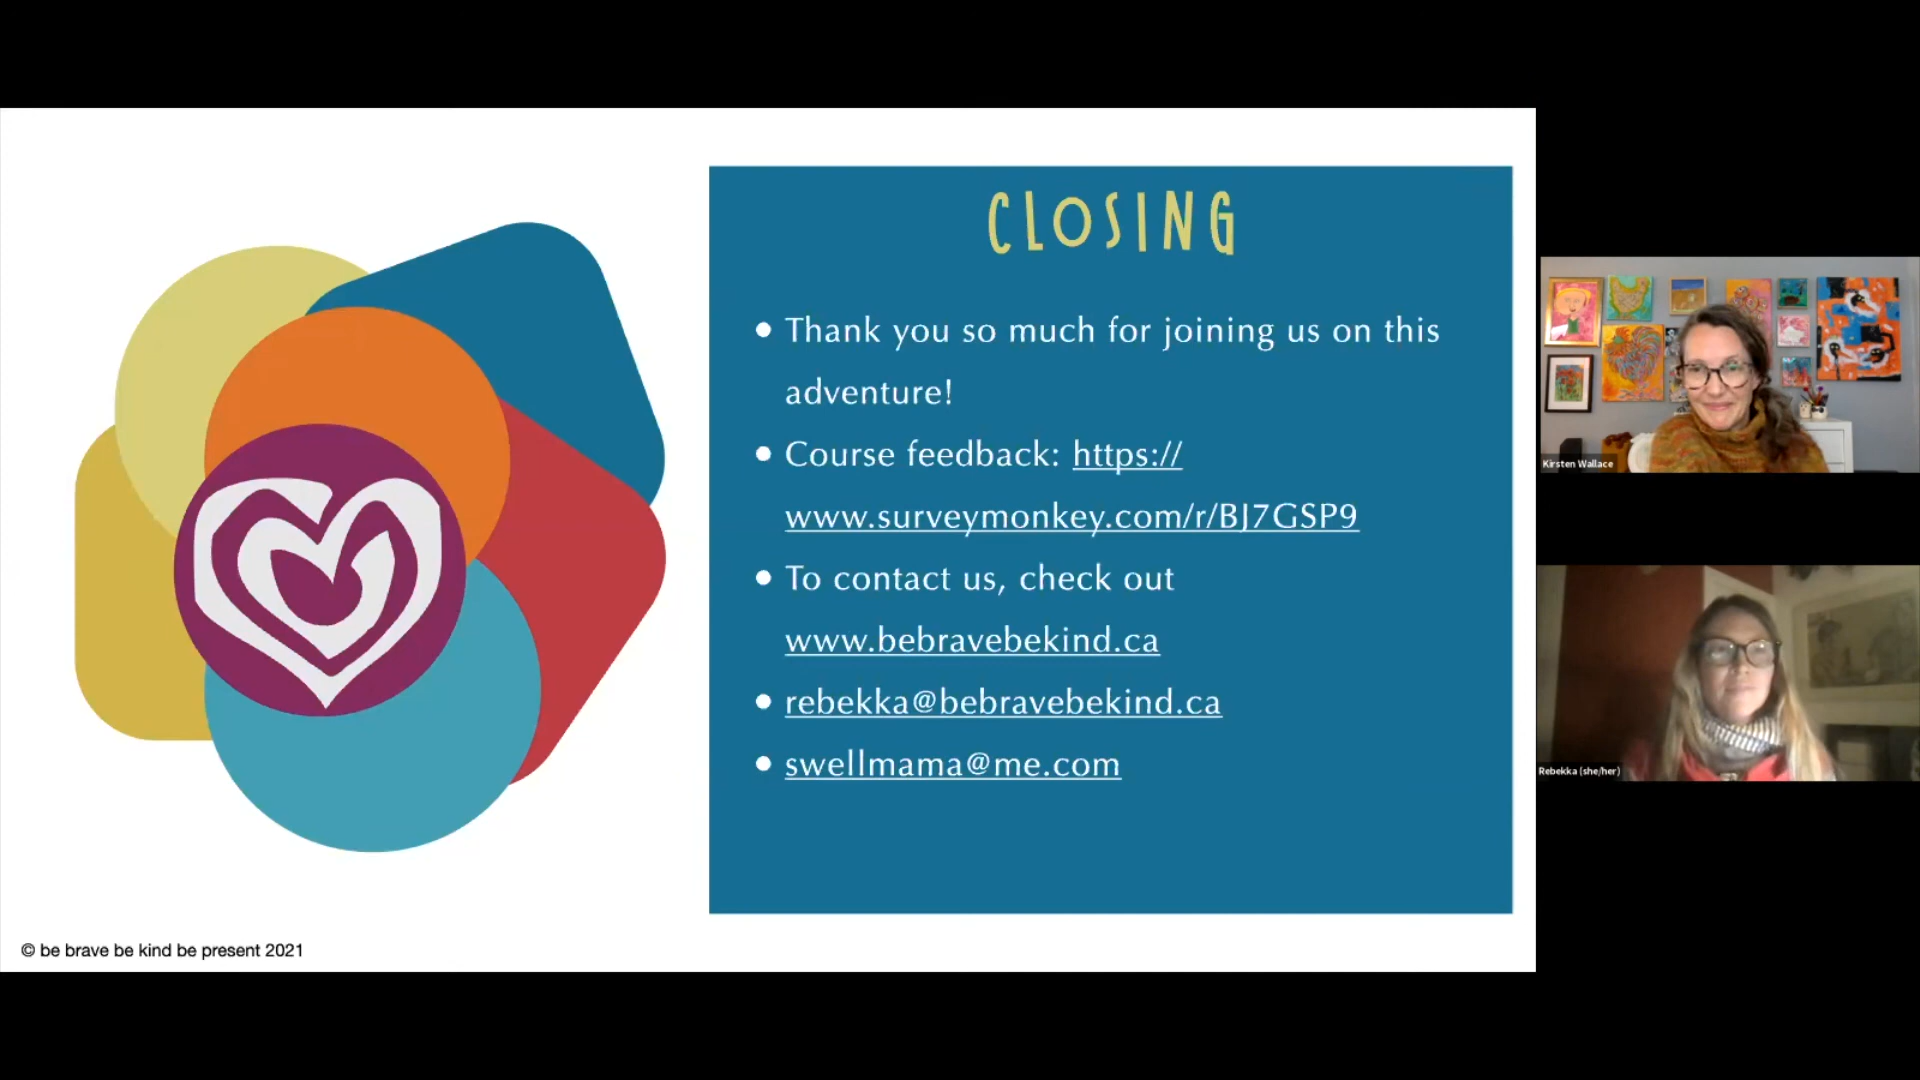 CLOSING
• Thank you so much for joining us on this
adventure!
• Course feedback: https://
www.surveymonkey.com/r/BJ7GSP9
• To contact us, check out
www.bebravebekind.ca
• rebekka@bebravebekind.ca
• swellmama@me.com
© be brave be kind be present 2021
Kirsten Wallace
Rebekka (she/her)